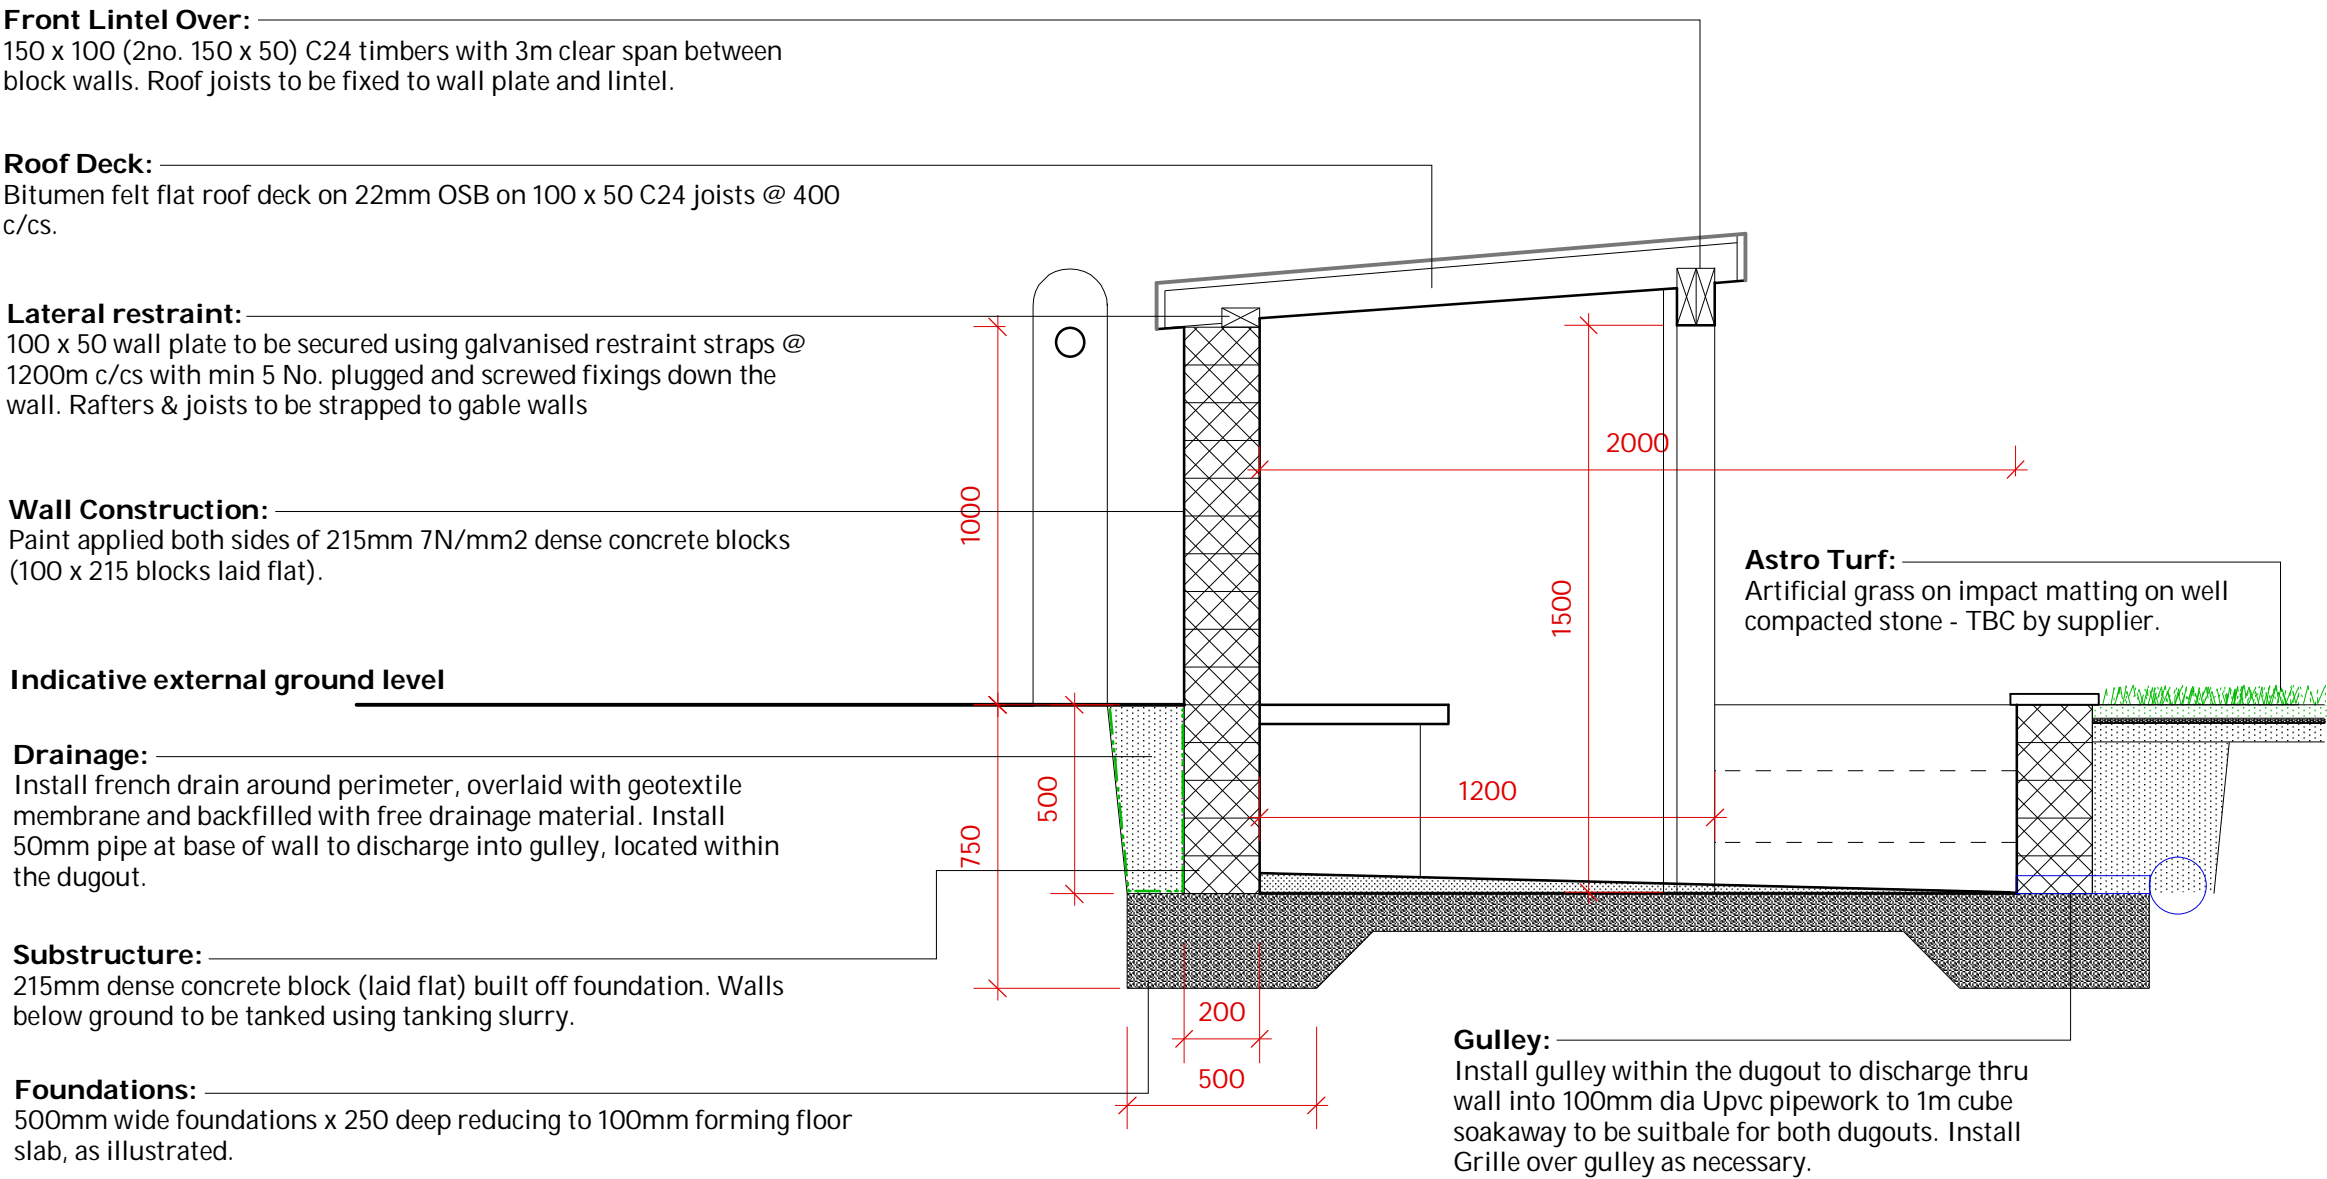 Front Lintel Over:
150 x 100 (2no. 150 x 50) C24 timbers with 3m clear span between
block walls. Roof joists to be fixed to wall plate and lintel.
Roof Deck:
Bitumen felt flat roof deck on 22mm OSB on 100 x 50 C24 joists @ 400
c/cs.
Lateral restraint:
100 x 50 wall plate to be secured using galvanised restraint straps @
1200m c/cs with min 5 No. plugged and screwed fixings down the
wall. Rafters & joists to be strapped to gable walls
Wall Construction:
Paint applied both sides of 215mm 7N/mm2 dense concrete blocks
(100 x 215 blocks laid flat).
Indicative external ground level
Drainage:
Install french drain around perimeter, overlaid with geotextile
membrane and backfilled with free drainage material. Install
50mm pipe at base of wall to discharge into gulley, located within
the dugout.
Substructure:
215mm dense concrete block (laid flat) built off foundation. Walls
below ground to be tanked using tanking slurry.
Foundations:
500mm wide foundations x 250 deep reducing to 100mm forming floor
slab, as illustrated.
1000
750
500
200
500
1200
1500
2000
Astro Turf:
Artificial grass on impact matting on well
compacted stone - TBC by supplier.
Gulley:
Install gulley within the dugout to discharge thru
wall into 100mm dia Upvc pipework to 1m cube
soakaway to be suitbale for both dugouts. Install
Grille over gulley as necessary.